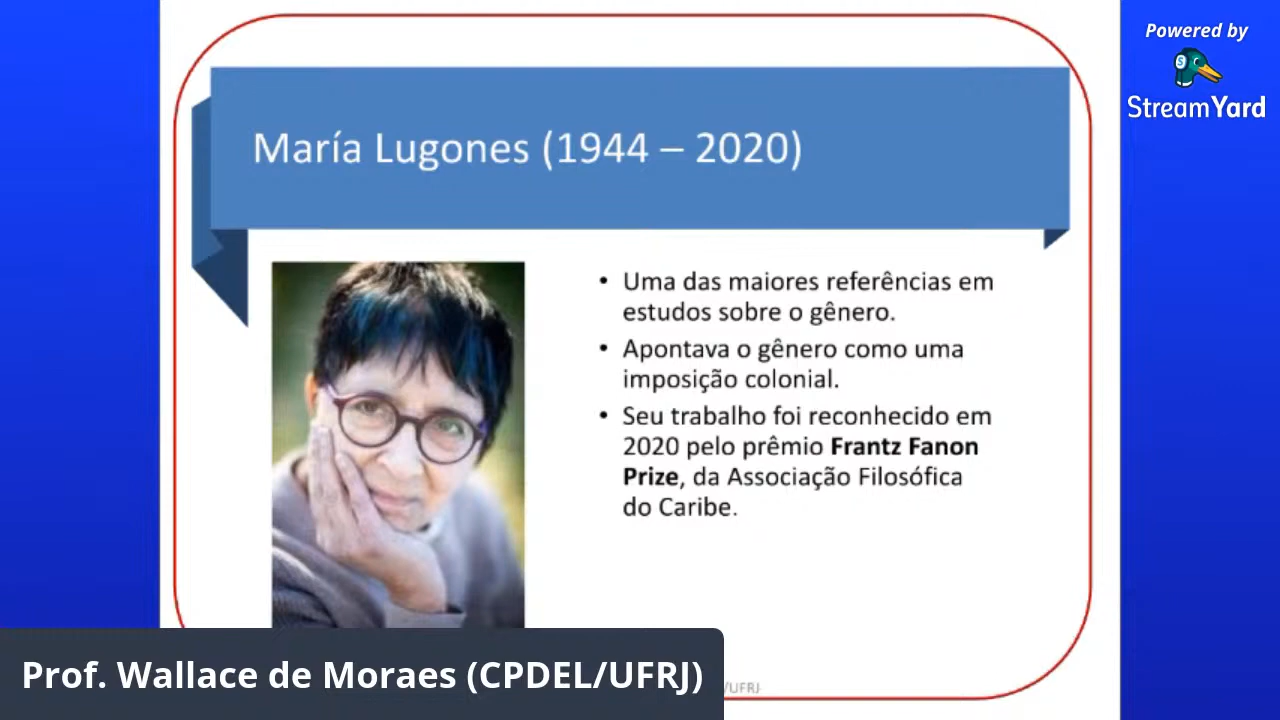 Powered by
StreamYard
María Lugones (1944 – 2020)
• Uma das maiores referências em
estudos sobre o gênero.
• Apontava o gênero como uma
imposição colonial.
• Seu trabalho foi reconhecido em
2020 pelo prêmio Frantz Fanon
Prize, da Associação Filosófica
do Caribe.
/UFRJ
Prof. Wallace de Moraes (CPDEL/UFRJ)